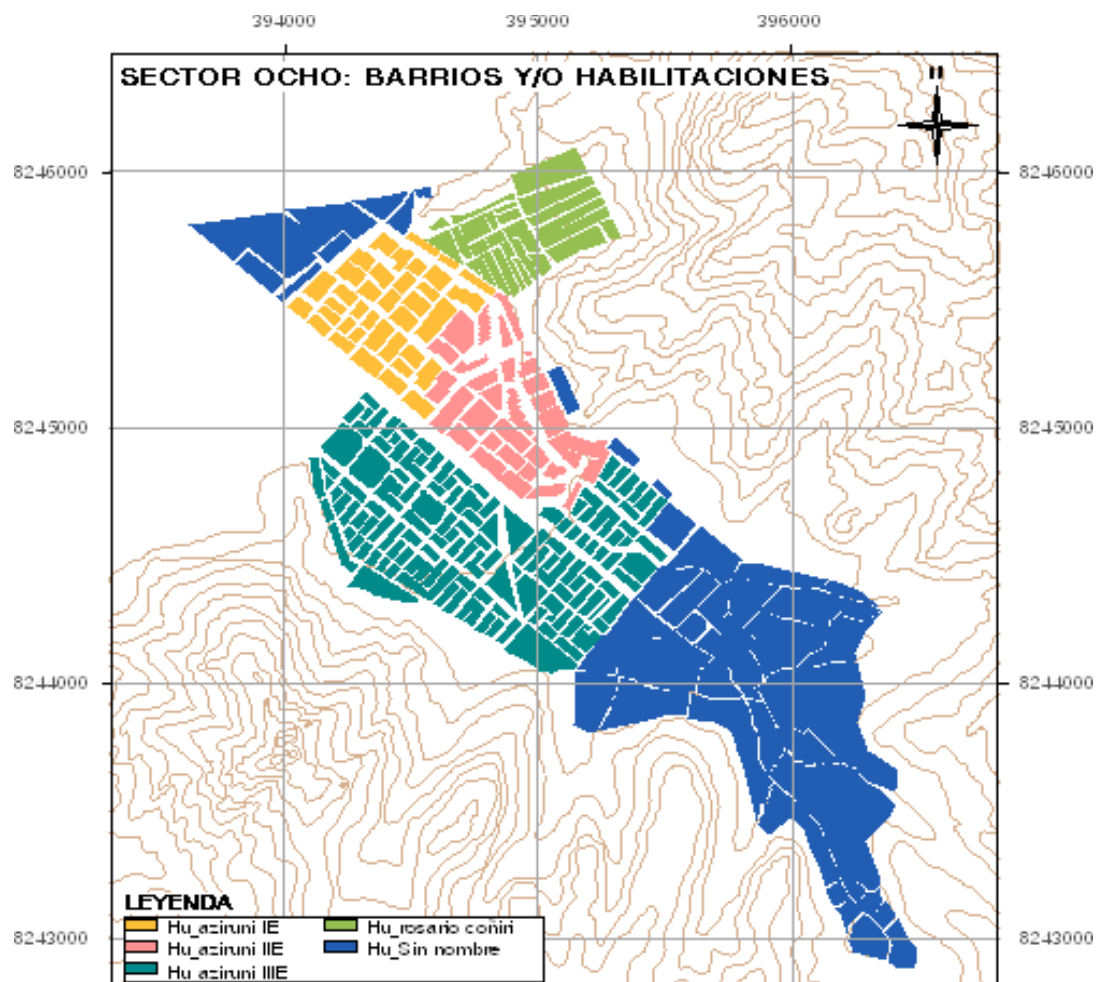 394000 395000 396000
SECTOR OCHO: BARRIOS Y/O HABILITACIONES
8246000 8246000
8245000 8245000
8244000 8244000
LEYENDA
Hu_aziruni IE Hu_rosario coñiri
Hu_aziruni IIE Hu_Sin nombre
8243000 8243000
Hu_aziruni IIIE